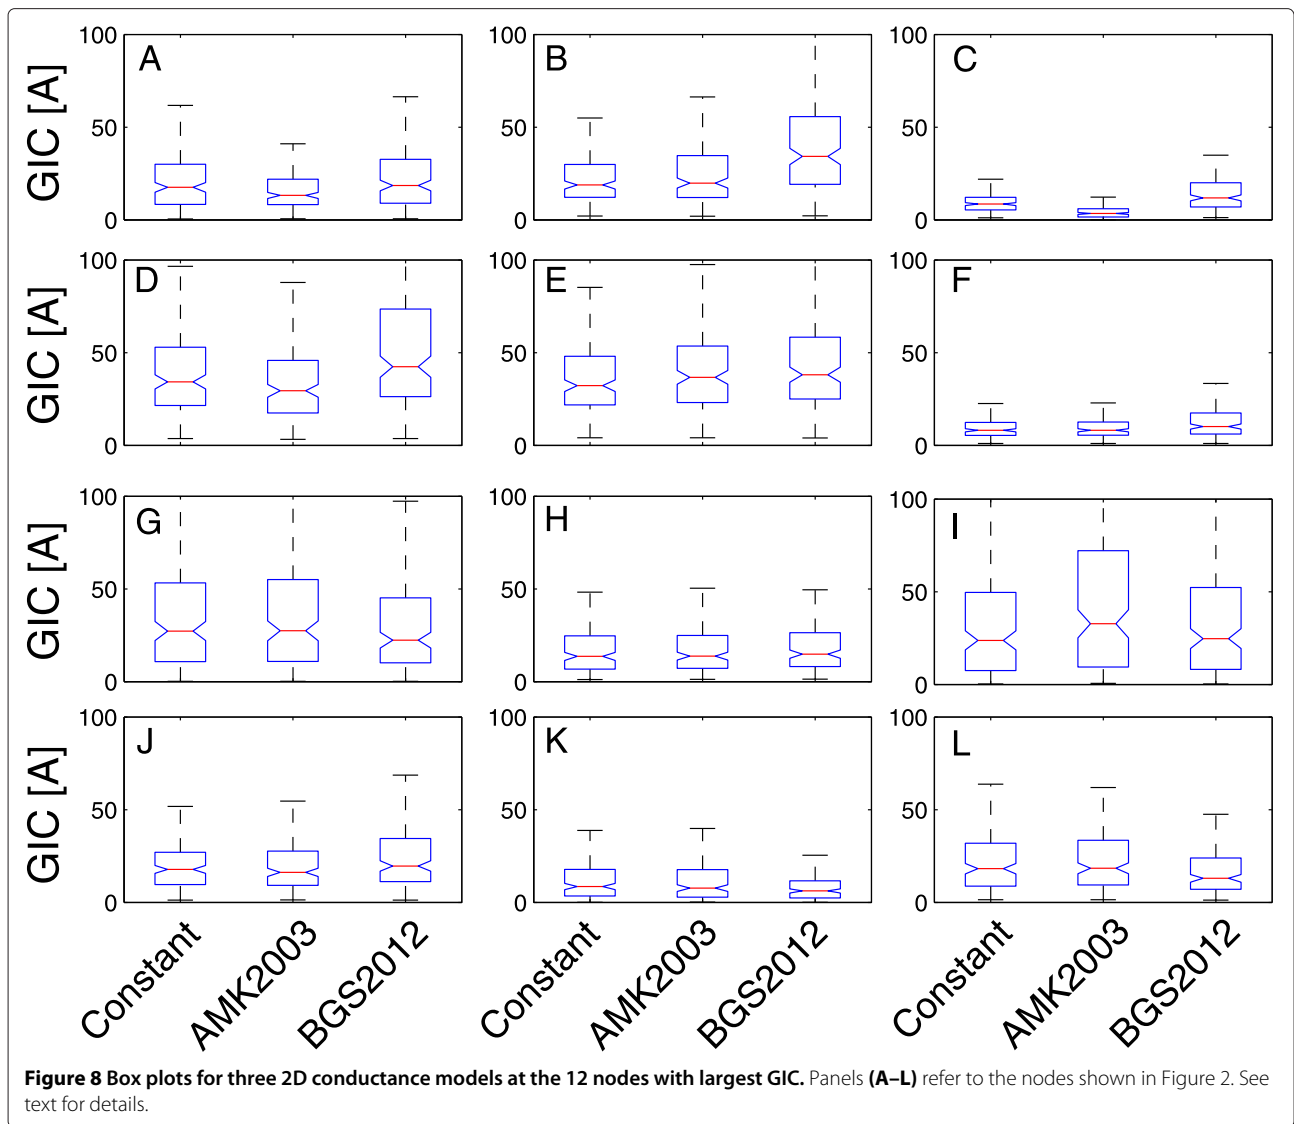 100 A 100 B 100 C
GIC [A] 50 50 50
0 0 0
100 D 100 E 100 F
GIC [A] 50 50 50
0 0 0
100 G 100 H 100 I
GIC [A] 50 50 50
0 0 0
100 J 100 K 100 L
GIC [A] 50 50 50
0 0 0
Constant AMK2003 BGS2012 Constant AMK2003 BGS2012 Constant AMK2003 BGS2012
Figure 8 Box plots for three 2D conductance models at the 12 nodes with largest GIC. Panels (A–L) refer to the nodes shown in Figure 2. See
text for details.